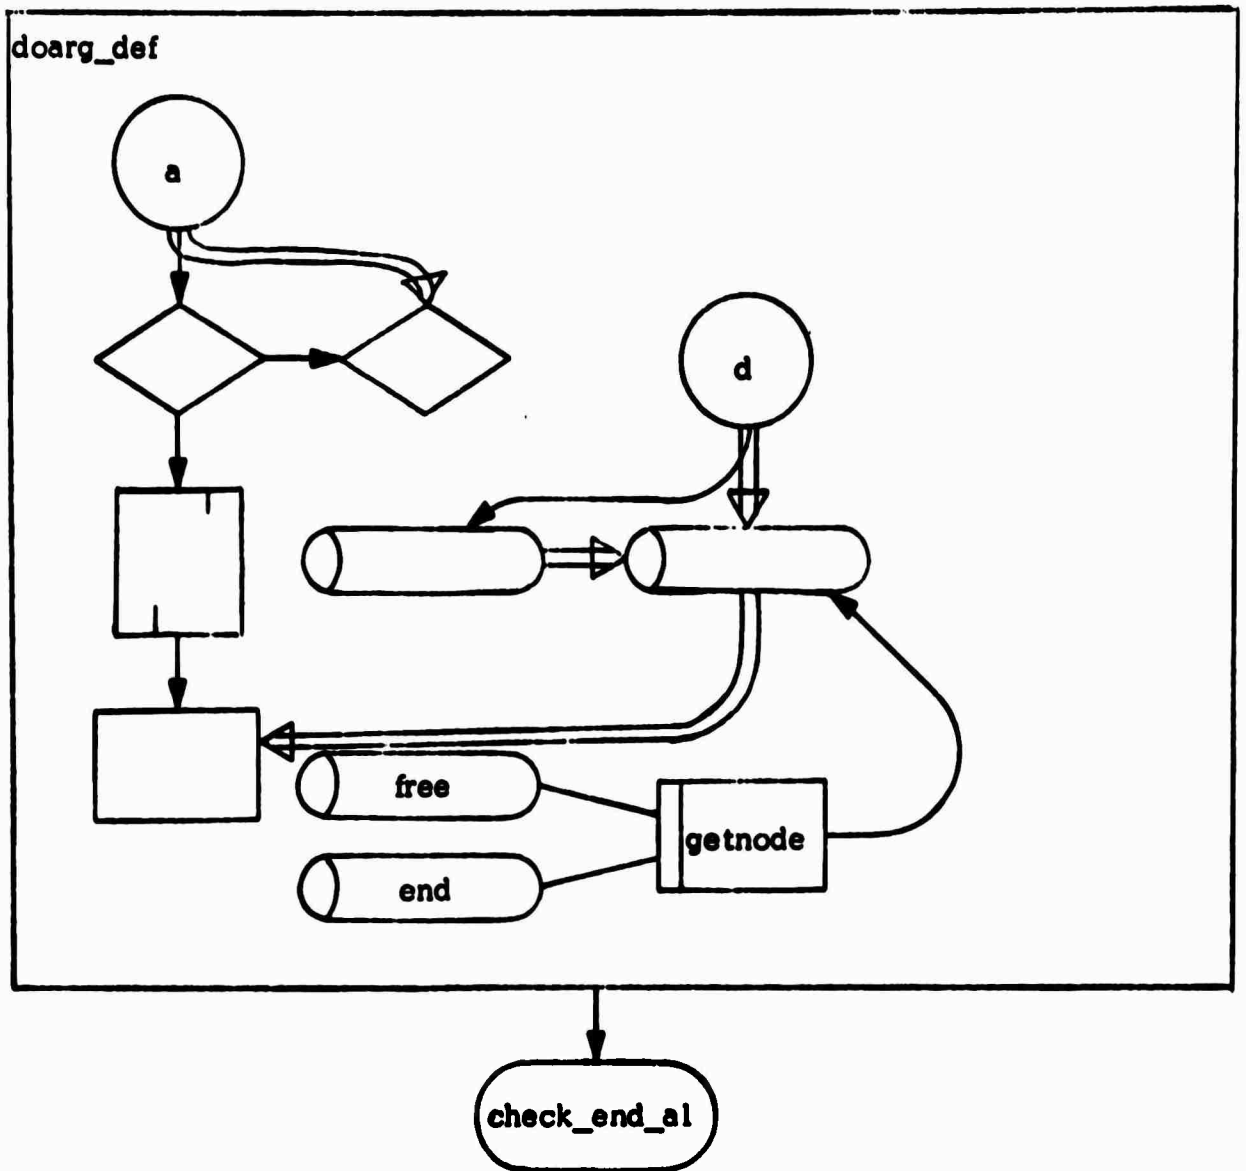 doarg_def
a
d
free
getnode
end
check_end_al